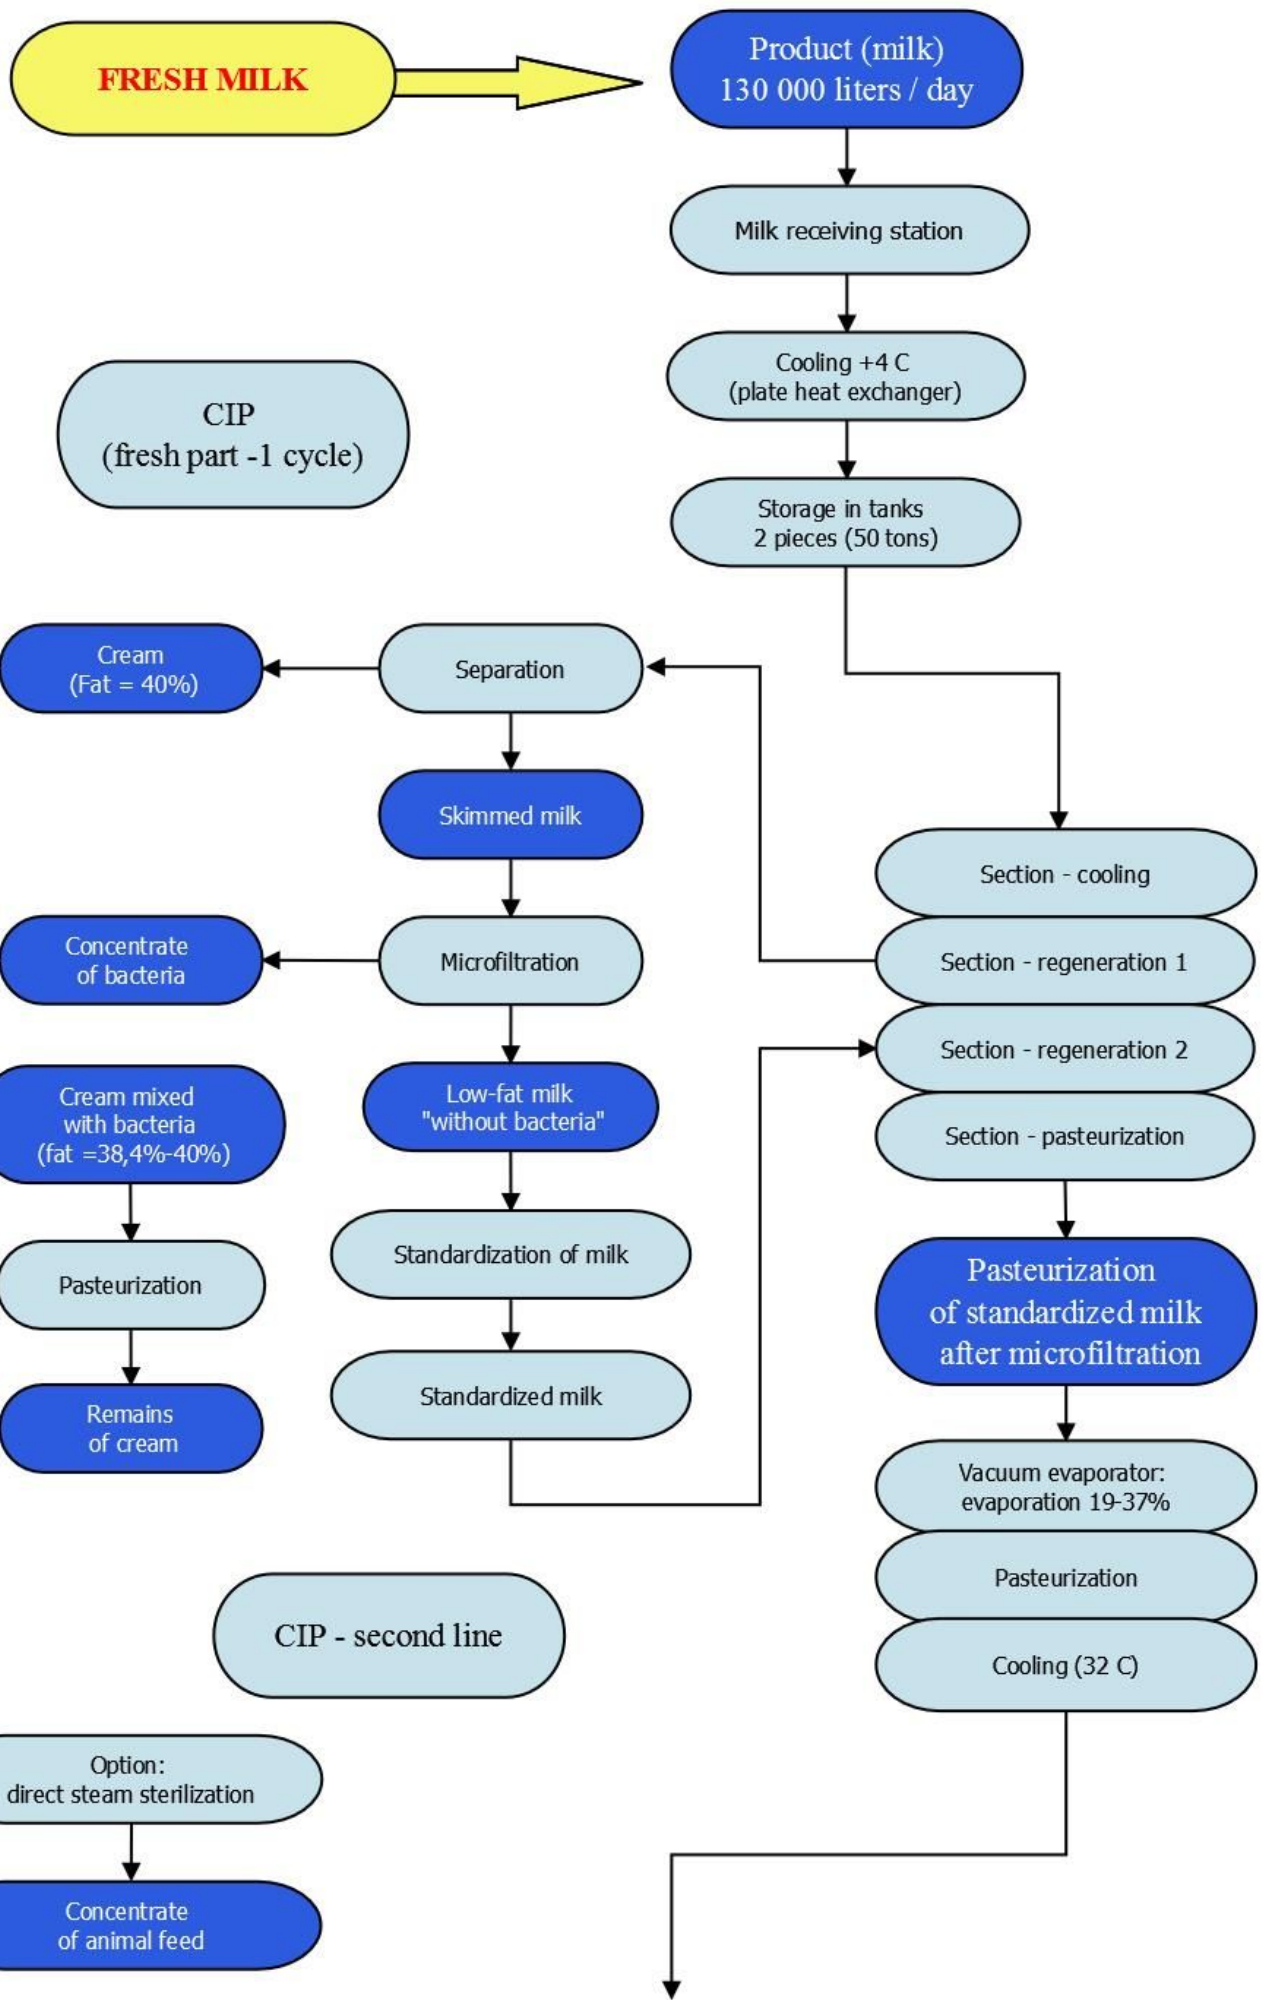 FRESH MILK
Product (milk)
130 000 liters / day
Milk receiving station
Cooling +4 C
(plate heat exchanger)
CIP
(fresh part -1 cycle)
Storage in tanks
2 pieces (50 tons)
Cream
(Fat = 40%)
Separation
Skimmed milk
Section - cooling
Concentrate
of bacteria
Microfiltration
Section - regeneration 1
Section - regeneration 2
Cream mixed
with bacteria
(fat =38,4%-40%)
Low-fat milk
"without bacteria"
Section - pasteurization
Pasteurization
Standardization of milk
Pasteurization
of standardized milk
after microfiltration
Remains
of cream
Standardized milk
Vacuum evaporator:
evaporation 19-37%
Pasteurization
CIP - second line
Cooling (32 C)
Option:
direct steam sterilization
Concentrate
of animal feed